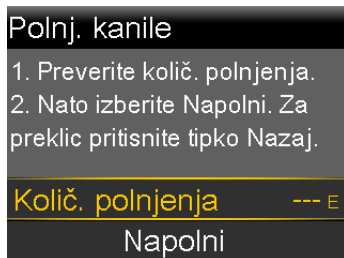 Polnj. kanile
1. Preverite količ. polnjenja.
2. Nato izberite Napolni. Za
preklic pritisnite tipko Nazaj.
Količ. polnjenja --- E
Napolni